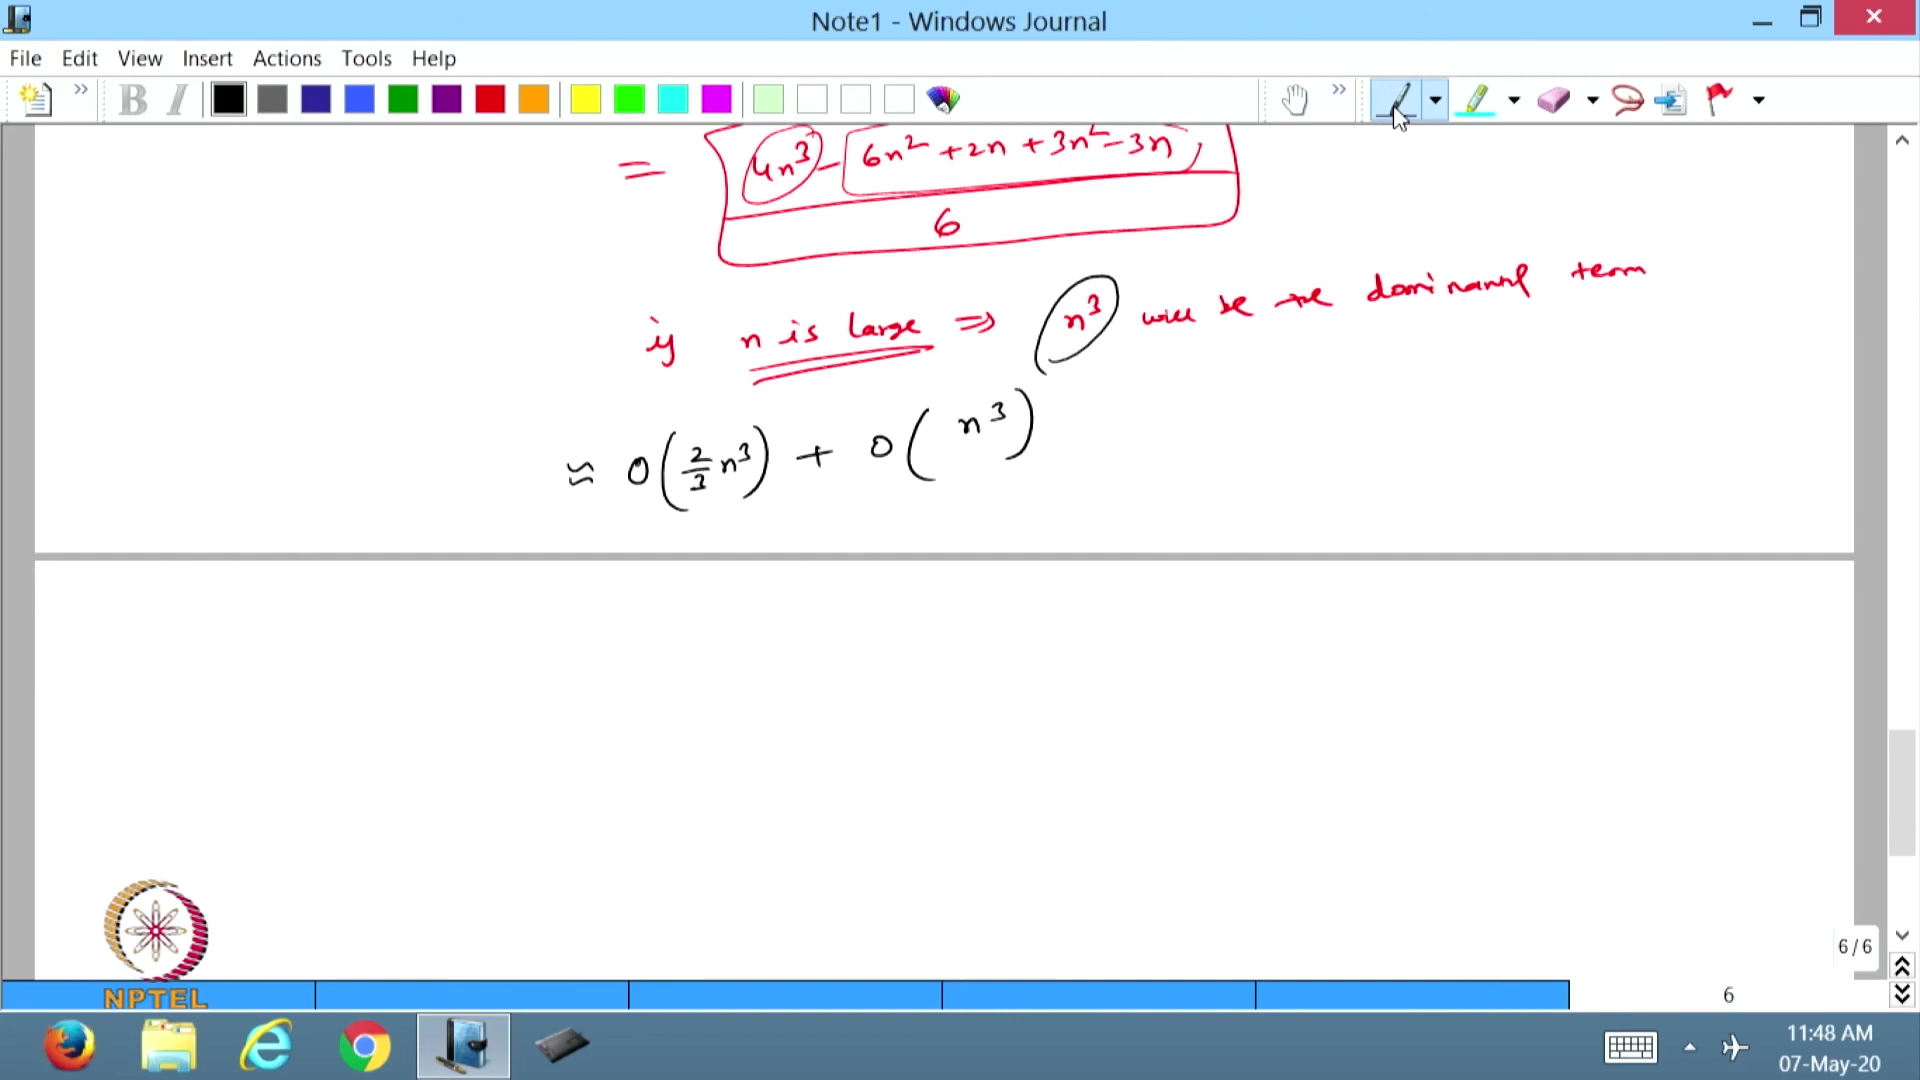 Note1 - Windows Journal
File Edit View Insert Actions Tools Help
B I
= 4n³ - 6n² + 2n + 3n² - 3n
6
if n is large ⇒ n³ will be the dominant term
≈ O(2/3 n³) + O(n³)
6 / 6
NPTEL
6
11:48 AM
07-May-20